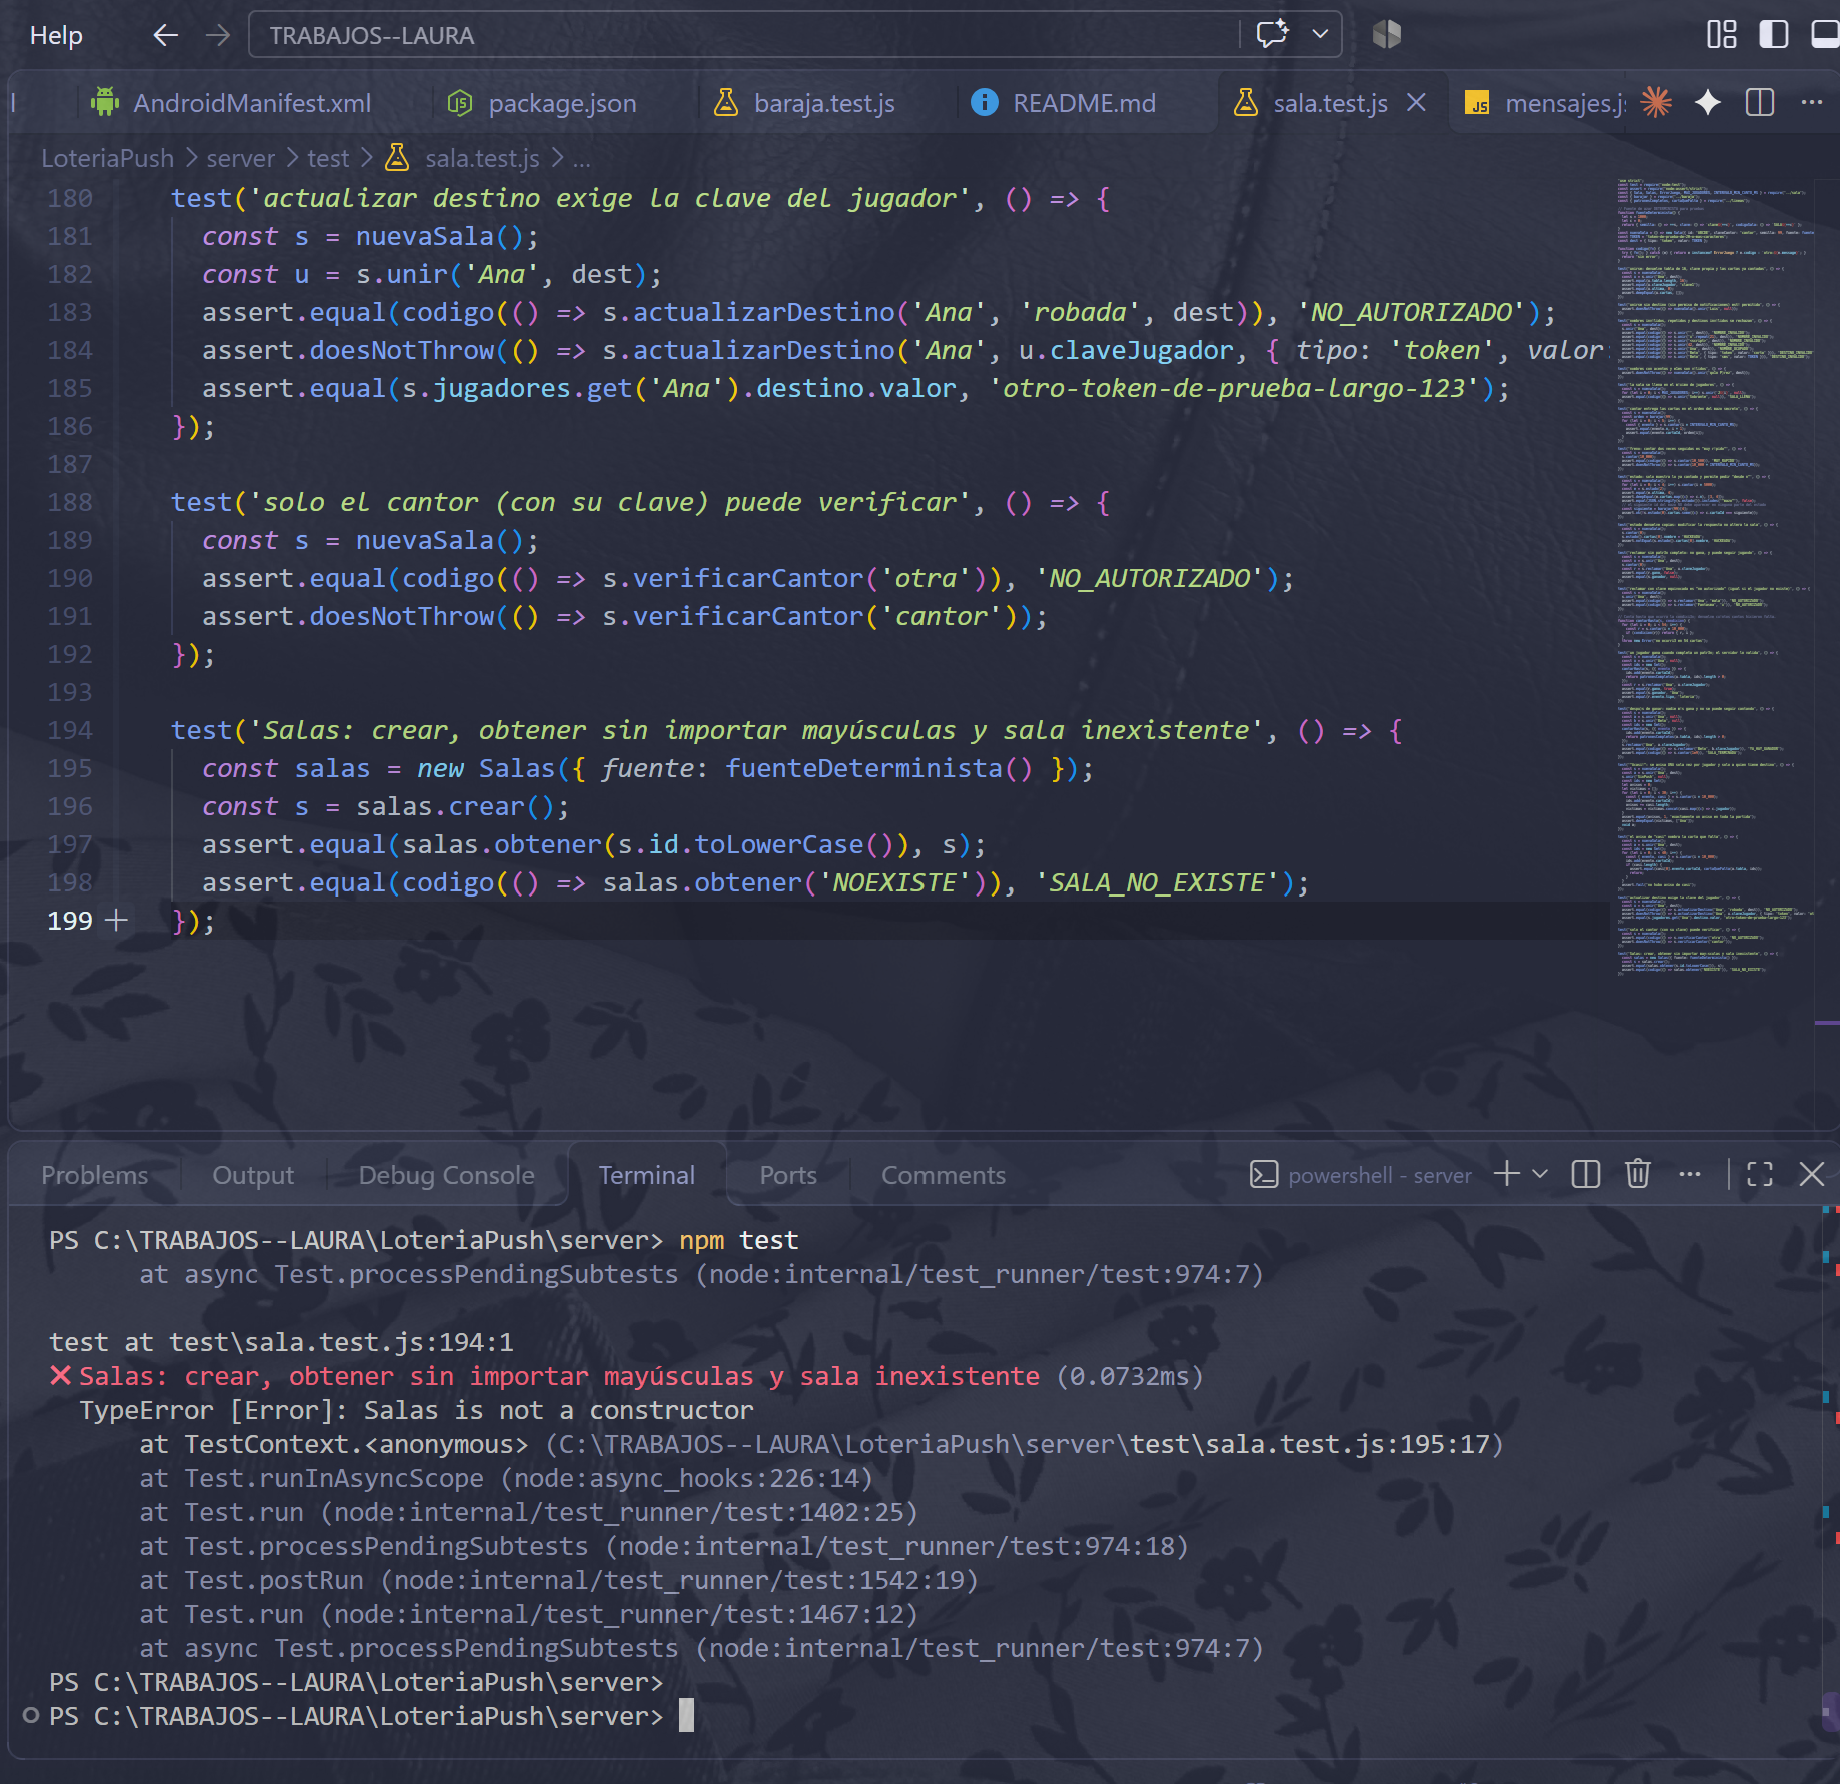 Help
TRABAJOS--LAURA
AndroidManifest.xml
package.json
baraja.test.js
README.md
sala.test.js
mensajes.js
LoteriaPush > server > test > sala.test.js > ...
180 test('actualizar destino exige la clave del jugador', () => {
181 const s = nuevaSala();
182 const u = s.unir('Ana', dest);
183 assert.equal(codigo(() => s.actualizarDestino('Ana', 'robada', dest)), 'NO_AUTORIZADO');
184 assert.doesNotThrow(() => s.actualizarDestino('Ana', u.claveJugador, { tipo: 'token', valor:
185 assert.equal(s.jugadores.get('Ana').destino.valor, 'otro-token-de-prueba-largo-123');
186 });
187
188 test('solo el cantor (con su clave) puede verificar', () => {
189 const s = nuevaSala();
190 assert.equal(codigo(() => s.verificarCantor('otra')), 'NO_AUTORIZADO');
191 assert.doesNotThrow(() => s.verificarCantor('cantor'));
192 });
193
194 test('Salas: crear, obtener sin importar mayúsculas y sala inexistente', () => {
195 const salas = new Salas({ fuente: fuenteDeterminista() });
196 const s = salas.crear();
197 assert.equal(salas.obtener(s.id.toLowerCase()), s);
198 assert.equal(codigo(() => salas.obtener('NOEXISTE')), 'SALA_NO_EXISTE');
199 });
Problems
Output
Debug Console
Terminal
Ports
Comments
powershell - server
PS C:\TRABAJOS--LAURA\LoteriaPush\server> npm test
at async Test.processPendingSubtests (node:internal/test_runner/test:974:7)
test at test\sala.test.js:194:1
Salas: crear, obtener sin importar mayúsculas y sala inexistente (0.0732ms)
TypeError [Error]: Salas is not a constructor
at TestContext.<anonymous> (C:\TRABAJOS--LAURA\LoteriaPush\server\test\sala.test.js:195:17)
at Test.runInAsyncScope (node:async_hooks:226:14)
at Test.run (node:internal/test_runner/test:1402:25)
at Test.processPendingSubtests (node:internal/test_runner/test:974:18)
at Test.postRun (node:internal/test_runner/test:1542:19)
at Test.run (node:internal/test_runner/test:1467:12)
at async Test.processPendingSubtests (node:internal/test_runner/test:974:7)
PS C:\TRABAJOS--LAURA\LoteriaPush\server>
PS C:\TRABAJOS--LAURA\LoteriaPush\server>